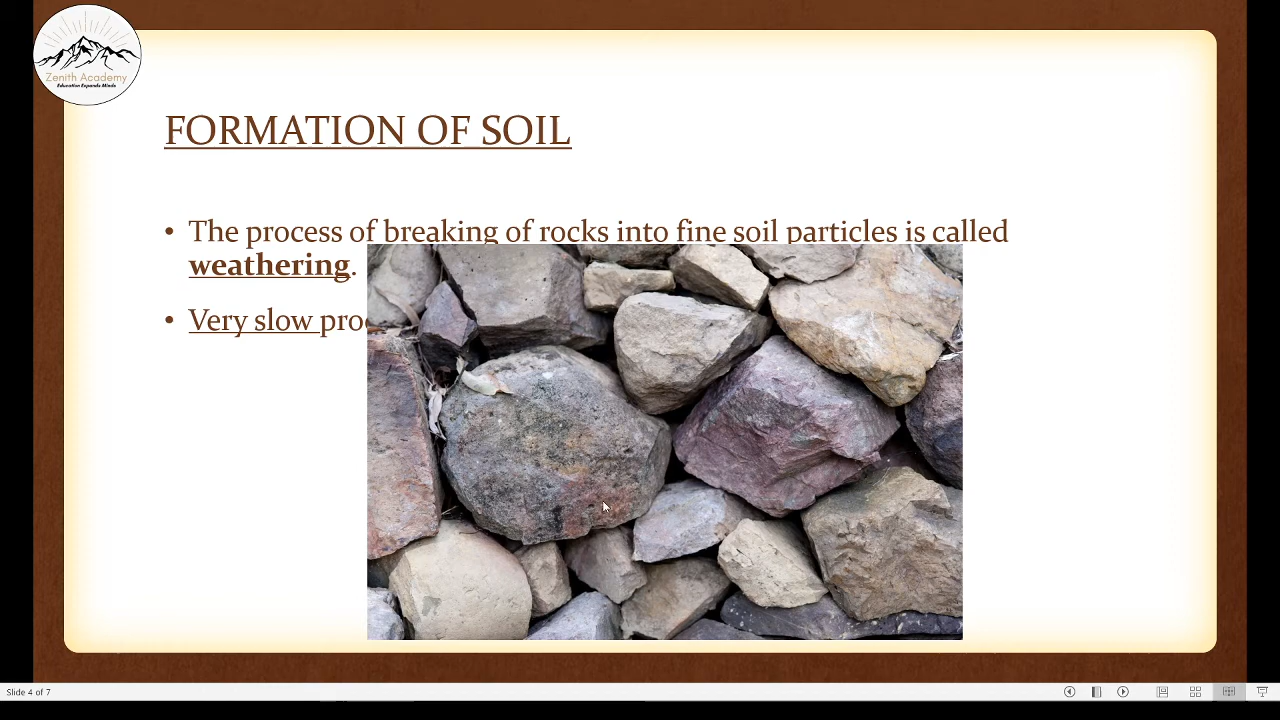 Zenith Academy
Education Expands Minds
FORMATION OF SOIL
• The process of breaking of rocks into fine soil particles is called
weathering.
• Very slow
Slide 4 of 7